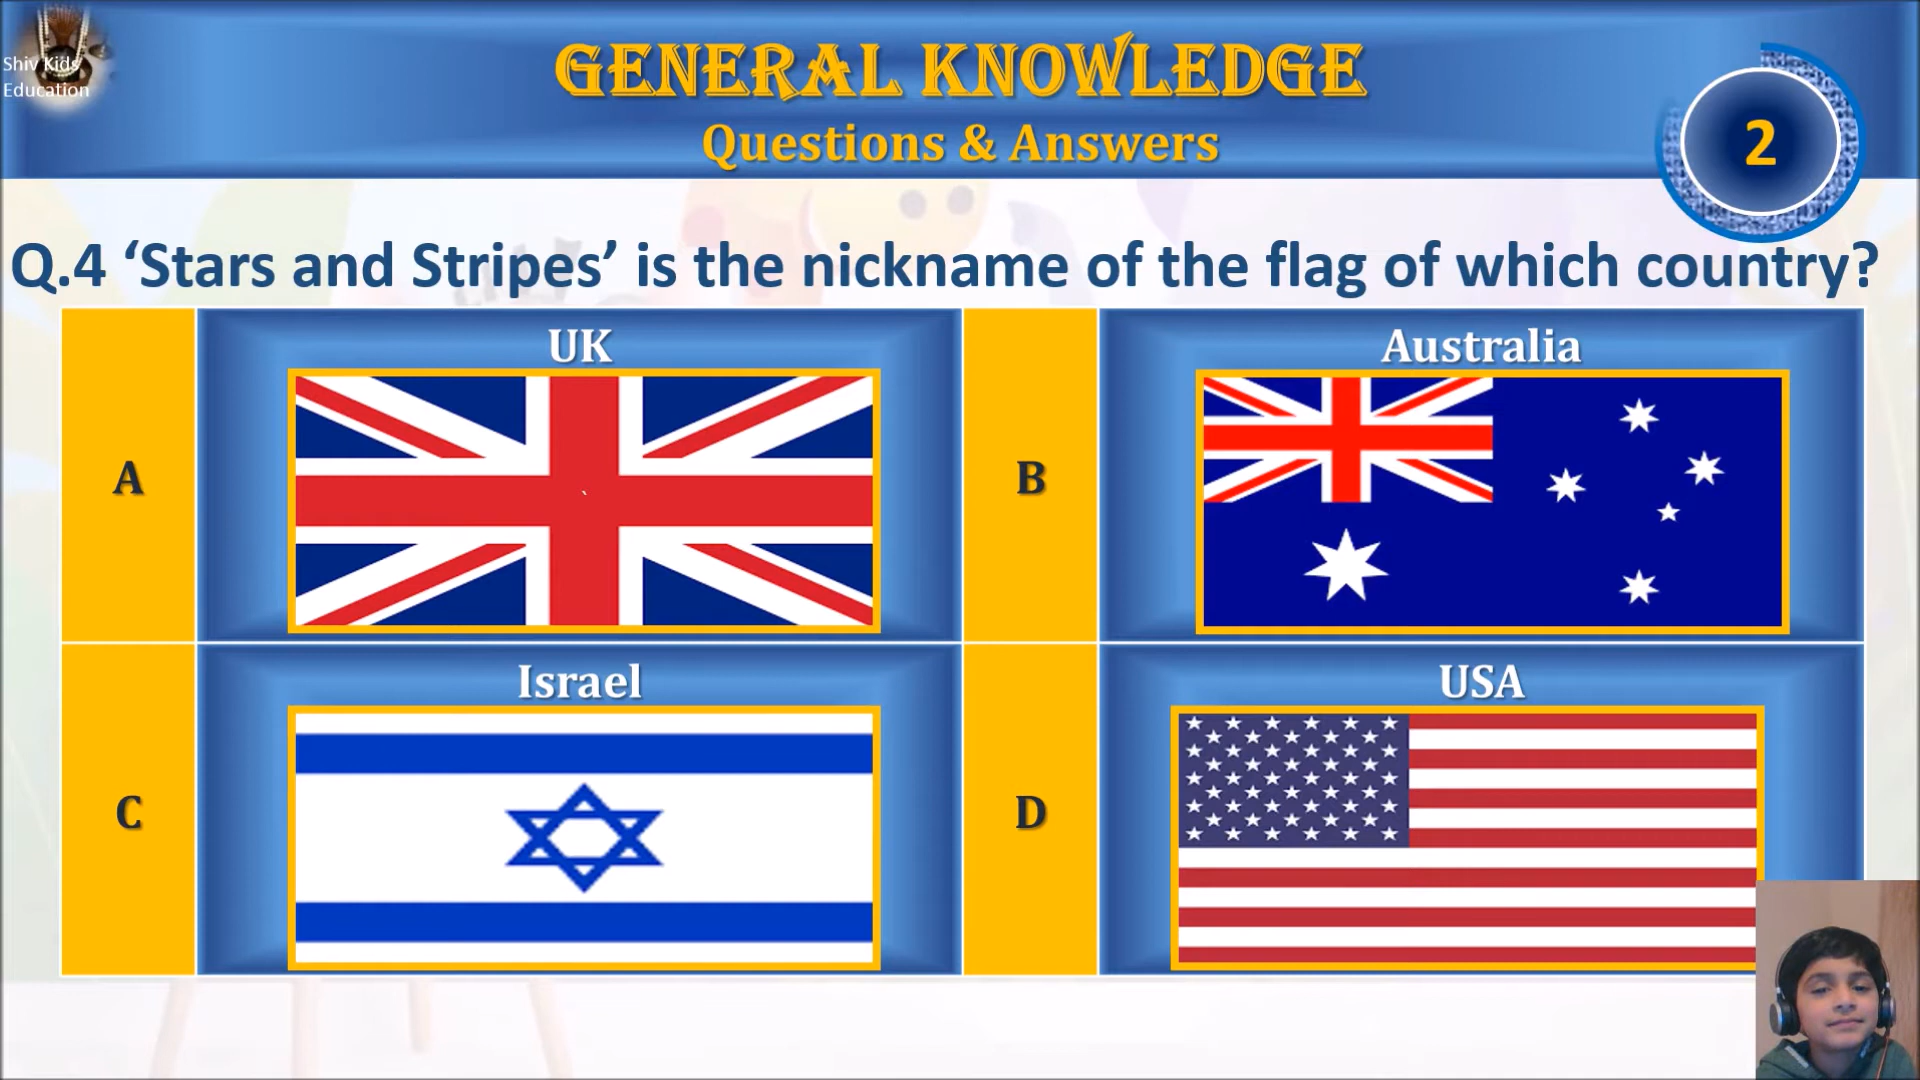 Shiv Kids
Education
GENERAL KNOWLEDGE
Questions & Answers
2
Q.4 ‘Stars and Stripes’ is the nickname of the flag of which country?
A
UK
B
Australia
C
Israel
D
USA